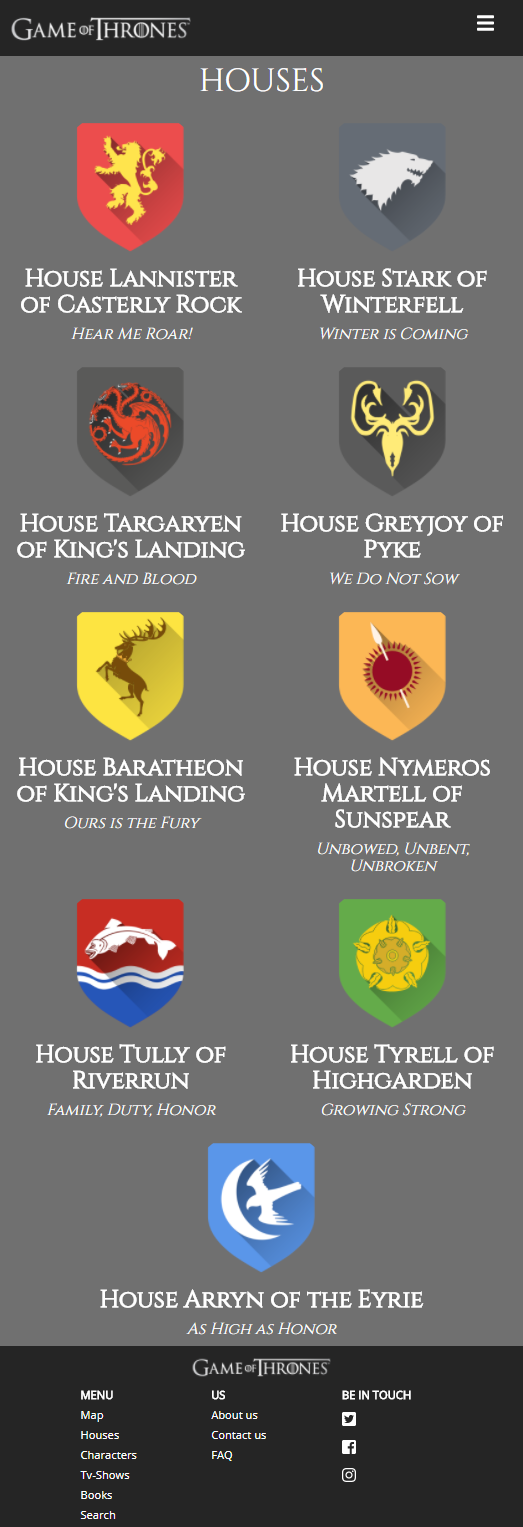 GAME OF THRONES
HOUSES
HOUSE LANNISTER
OF CASTERLY ROCK
HEAR ME ROAR!
HOUSE STARK OF
WINTERFELL
WINTER IS COMING
HOUSE TARGARYEN
OF KING'S LANDING
FIRE AND BLOOD
HOUSE GREYJOY OF
PYKE
WE DO NOT SOW
HOUSE BARATHEON
OF KING'S LANDING
OURS IS THE FURY
HOUSE NYMEROS
MARTELL OF
SUNSPEAR
UNBOWED, UNBENT,
UNBROKEN
HOUSE TULLY OF
RIVERRUN
FAMILY, DUTY, HONOR
HOUSE TYRELL OF
HIGHGARDEN
GROWING STRONG
HOUSE ARRYN OF THE EYRIE
AS HIGH AS HONOR
GAME OF THRONES
MENU
Map
Houses
Characters
Tv-Shows
Books
Search
US
About us
Contact us
FAQ
BE IN TOUCH